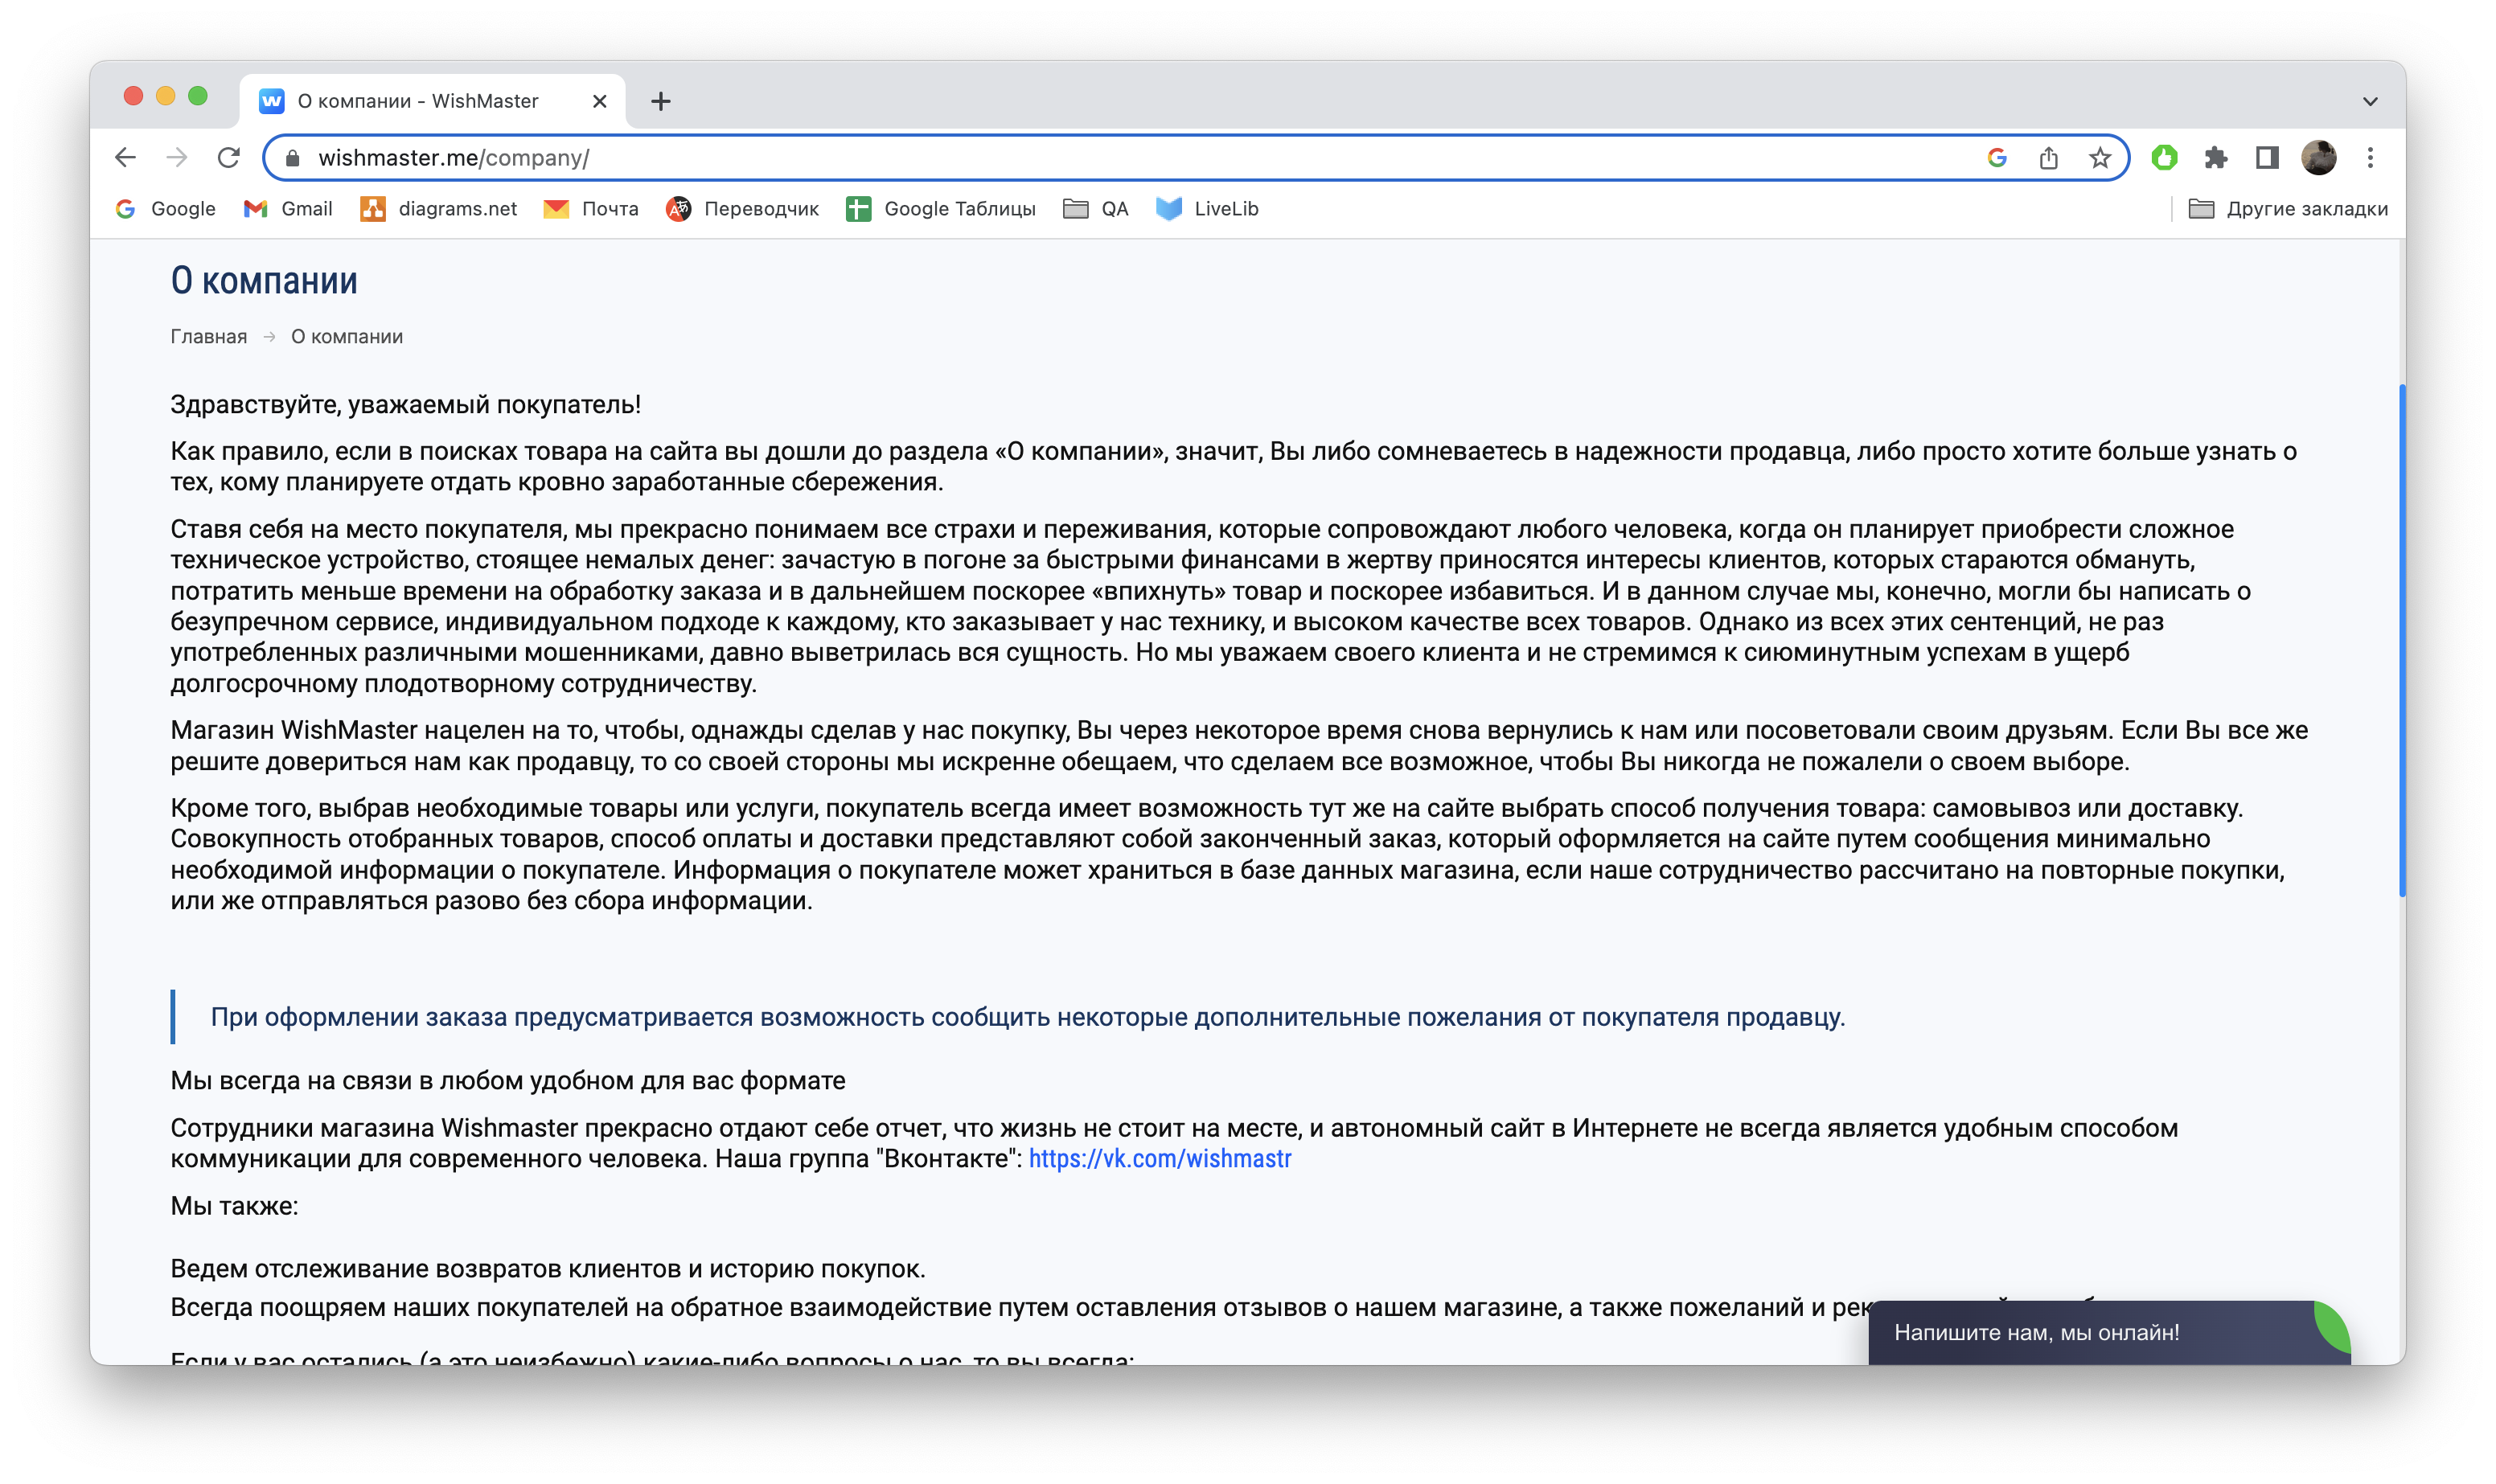 О компании - WishMaster
wishmaster.me/company/
Google Gmail diagrams.net Почта Переводчик Google Таблицы QA LiveLib Другие закладки
О компании
Главная → О компании
Здравствуйте, уважаемый покупатель!
Как правило, если в поисках товара на сайта вы дошли до раздела «О компании», значит, Вы либо сомневаетесь в надежности продавца, либо просто хотите больше узнать о
тех, кому планируете отдать кровно заработанные сбережения.
Ставя себя на место покупателя, мы прекрасно понимаем все страхи и переживания, которые сопровождают любого человека, когда он планирует приобрести сложное
техническое устройство, стоящее немалых денег: зачастую в погоне за быстрыми финансами в жертву приносятся интересы клиентов, которых стараются обмануть,
потратить меньше времени на обработку заказа и в дальнейшем поскорее «впихнуть» товар и поскорее избавиться. И в данном случае мы, конечно, могли бы написать о
безупречном сервисе, индивидуальном подходе к каждому, кто заказывает у нас технику, и высоком качестве всех товаров. Однако из всех этих сентенций, не раз
употребленных различными мошенниками, давно выветрилась вся сущность. Но мы уважаем своего клиента и не стремимся к сиюминутным успехам в ущерб
долгосрочному плодотворному сотрудничеству.
Магазин WishMaster нацелен на то, чтобы, однажды сделав у нас покупку, Вы через некоторое время снова вернулись к нам или посоветовали своим друзьям. Если Вы все же
решите довериться нам как продавцу, то со своей стороны мы искренне обещаем, что сделаем все возможное, чтобы Вы никогда не пожалели о своем выборе.
Кроме того, выбрав необходимые товары или услуги, покупатель всегда имеет возможность тут же на сайте выбрать способ получения товара: самовывоз или доставку.
Совокупность отобранных товаров, способ оплаты и доставки представляют собой законченный заказ, который оформляется на сайте путем сообщения минимально
необходимой информации о покупателе. Информация о покупателе может храниться в базе данных магазина, если наше сотрудничество рассчитано на повторные покупки,
или же отправляться разово без сбора информации.
При оформлении заказа предусматривается возможность сообщить некоторые дополнительные пожелания от покупателя продавцу.
Мы всегда на связи в любом удобном для вас формате
Сотрудники магазина Wishmaster прекрасно отдают себе отчет, что жизнь не стоит на месте, и автономный сайт в Интернете не всегда является удобным способом
коммуникации для современного человека. Наша группа "Вконтакте": https://vk.com/wishmastr
Мы также:
Ведем отслеживание возвратов клиентов и историю покупок.
Всегда поощряем наших покупателей на обратное взаимодействие путем оставления отзывов о нашем магазине, а также пожеланий и
Напишите нам, мы онлайн!
Если у вас остались (а это неизбежно) какие-либо вопросы о нас, то вы всегда: